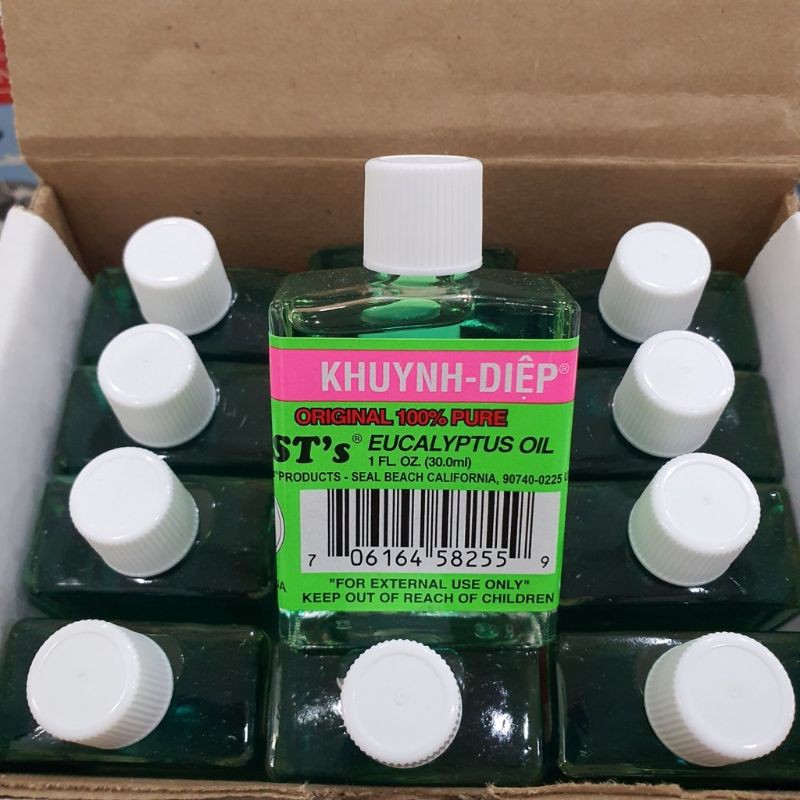 KHUYNH-DIỆP®
ORIGINAL 100% PURE
ST's® EUCALYPTUS OIL
1 FL. OZ. (30.0ml)
PRODUCTS - SEAL BEACH CALIFORNIA, 90740-0225 U
7 06164 58255 9
"FOR EXTERNAL USE ONLY"
KEEP OUT OF REACH OF CHILDREN